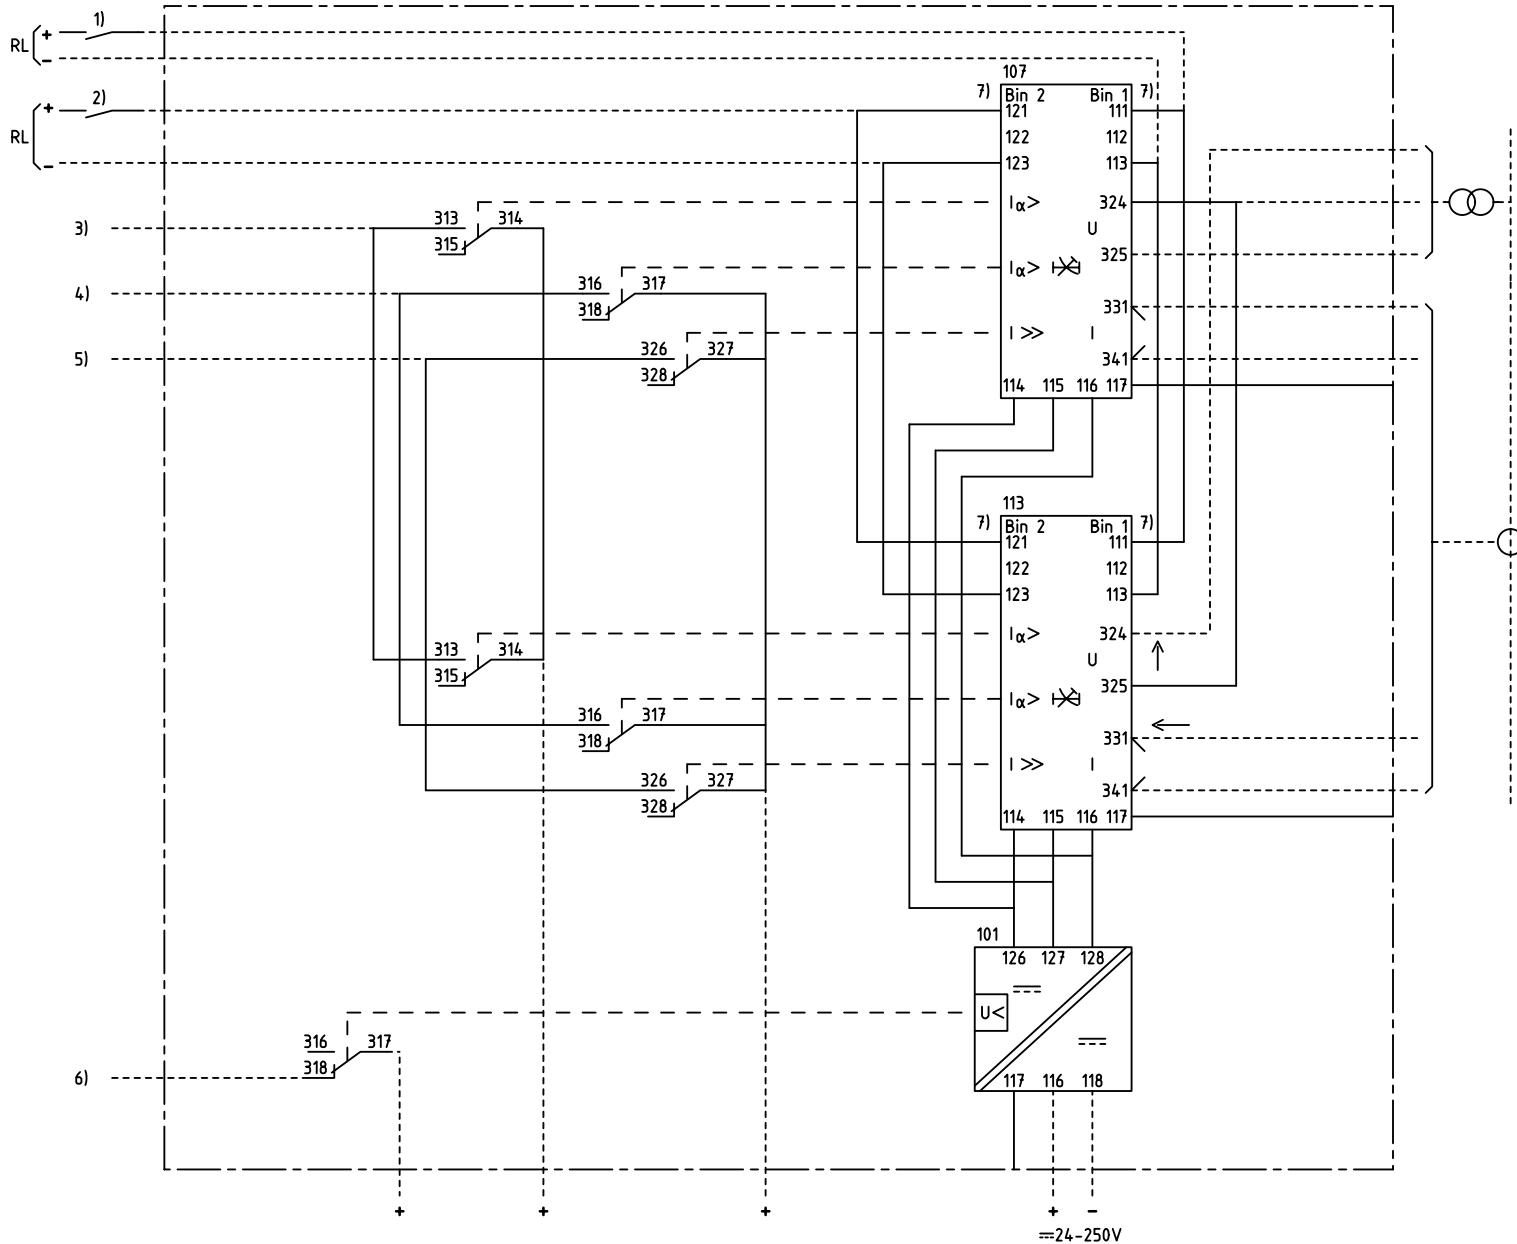 1)
RL + -
107
7) Bin 2 Bin 1 7)
2)
RL + -
121 111
122 112
123 113
Iα> 324
3) 313 314
U
315 325
Iα>
4) 316 317
318 331
I >> I
5) 326 327 341
328
114 115 116 117
113
7) Bin 2 Bin 1 7)
121 111
122 112
123 113
Iα> 324
313 314
U
315 325
Iα>
316 317
318 331
I >> I
326 327 341
328
114 115 116 117
101
126 127 128
U<
316 317
318
6)
117 116 118
+ + + + -
24-250V